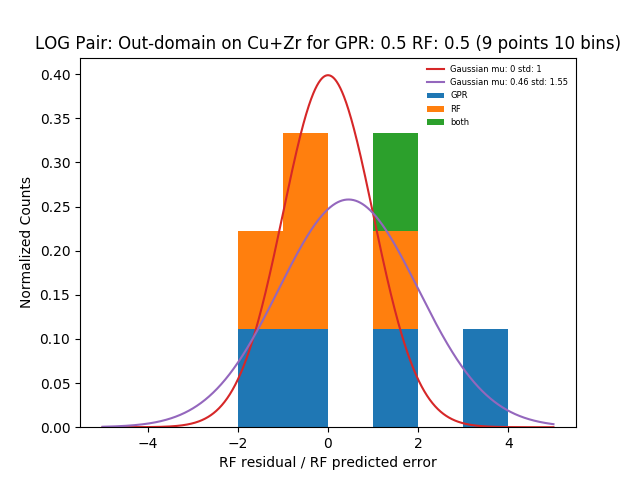 LOG Pair: Out-domain on Cu+Zr for GPR: 0.5 RF: 0.5 (9 points 10 bins)
Gaussian mu: 0 std: 1
Gaussian mu: 0.46 std: 1.55
GPR
RF
both
Normalized Counts
0.40
0.35
0.30
0.25
0.20
0.15
0.10
0.05
0.00
−4 −2 0 2 4
RF residual / RF predicted error